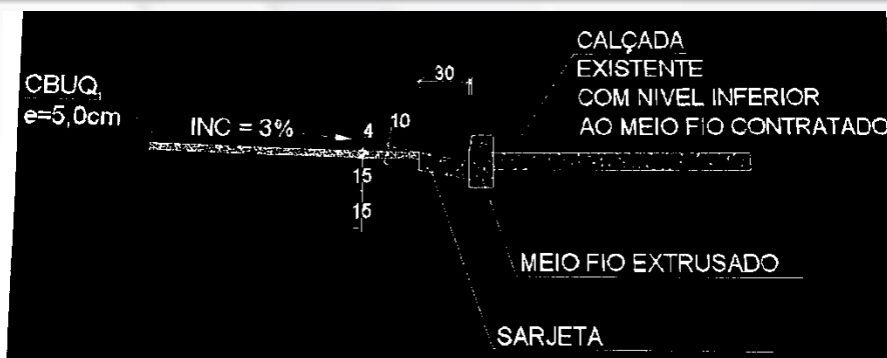 CBUQ,
e=5,0cm
INC = 3%
4
10
15
15
30
CALÇADA
EXISTENTE
COM NIVEL INFERIOR
AO MEIO FIO CONTRATADO
MEIO FIO EXTRUSADO
SARJETA